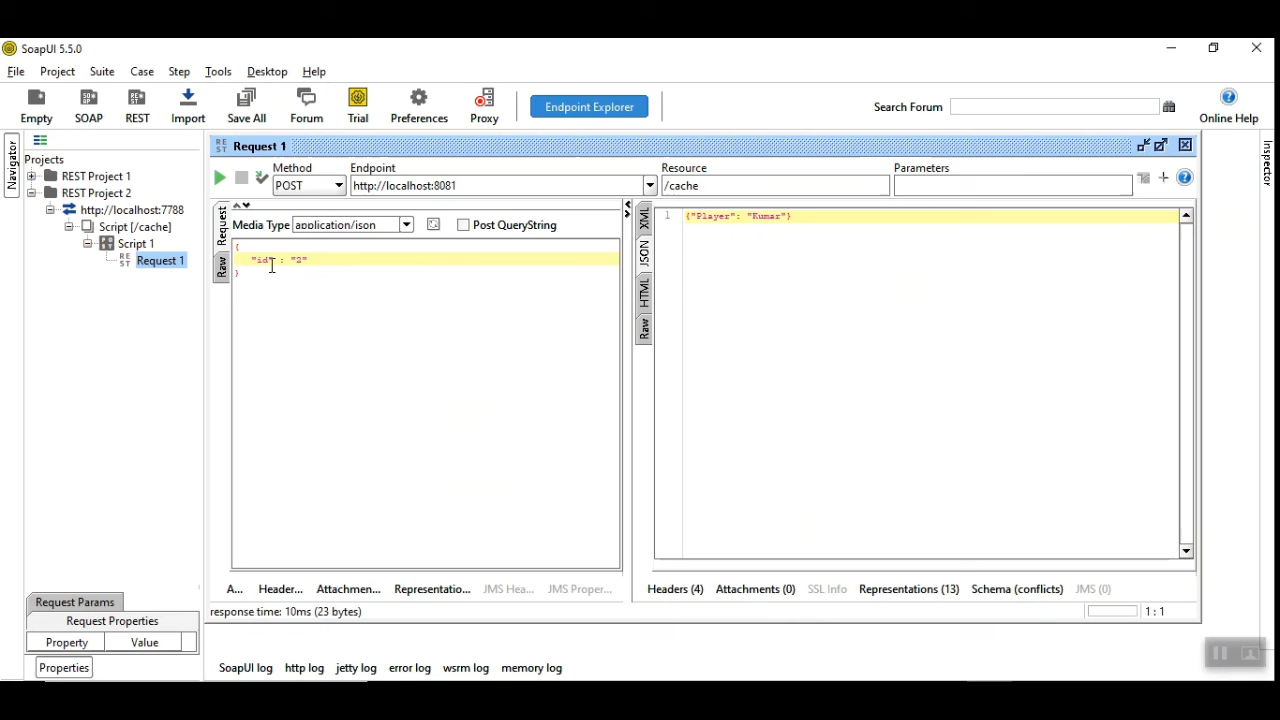 SoapUI 5.5.0
File Project Suite Case Step Tools Desktop Help
Empty SOAP REST Import Save All Forum Trial Preferences Proxy Endpoint Explorer Search Forum Online Help
Navigator
Projects
REST Project 1
REST Project 2
http://localhost:7788
Script [/cache]
Script 1
REST Request 1
Request Params
Request Properties
Property Value
Properties
REST Request 1
Method Endpoint Resource Parameters
POST http://localhost:8081 /cache
Request
Raw
Media Type application/json Post QueryString
{
"id" : "2"
}
A... Header... Attachmen... Representatio... JMS Hea... JMS Proper...
XML
JSON
HTML
Raw
1 {"Player": "Kumar"}
Headers (4) Attachments (0) SSL Info Representations (13) Schema (conflicts) JMS (0)
response time: 10ms (23 bytes) 1 : 1
SoapUI log http log jetty log error log wsrm log memory log
Inspector